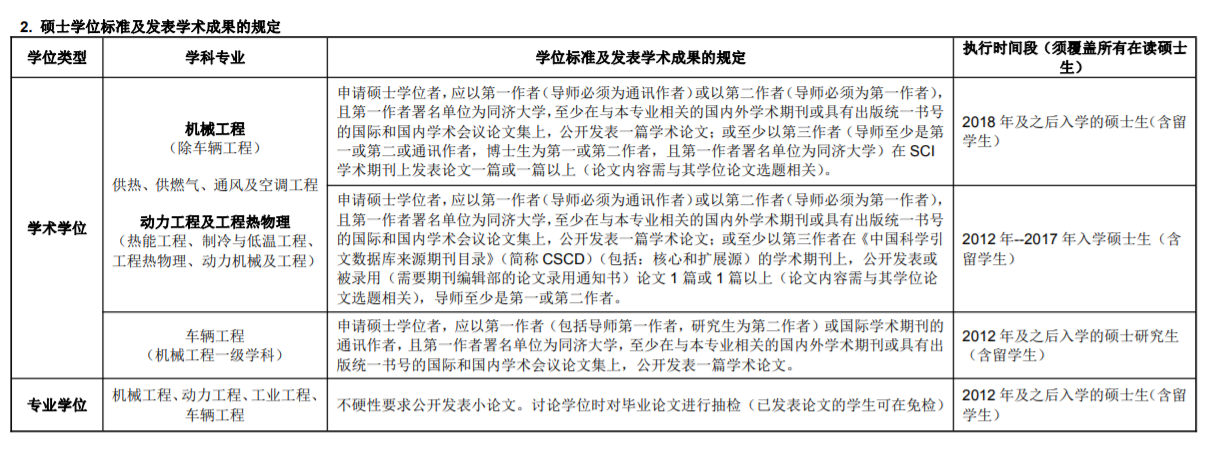 2. 硕士学位标准及发表学术成果的规定
学位类型
学科专业
学位标准及发表学术成果的规定
执行时间段（须覆盖所有在读硕士
生）
学术学位
机械工程
（除车辆工程）
供热、供燃气、通风及空调工程
动力工程及工程热物理
（热能工程、制冷与低温工程、
工程热物理、动力机械及工程）
申请硕士学位者，应以第一作者（导师必须为通讯作者）或以第二作者（导师必须为第一作者），
且第一作者署名单位为同济大学，至少在与本专业相关的国内外学术期刊或具有出版统一书号
的国际和国内学术会议论文集上，公开发表一篇学术论文；或至少以第三作者（导师至少是第
一或第二或通讯作者，博士生为第一或第二作者，且第一作者署名单位为同济大学）在 SCI
学术期刊上发表论文一篇或一篇以上（论文内容需与其学位论文选题相关）。
2018 年及之后入学的硕士生（含留
学生）
申请硕士学位者，应以第一作者（导师必须为通讯作者）或以第二作者（导师必须为第一作者），
且第一作者署名单位为同济大学，至少在与本专业相关的国内外学术期刊或具有出版统一书号
的国际和国内学术会议论文集上，公开发表一篇学术论文；或至少以第三作者在《中国科学引
文数据库来源期刊目录》（简称 CSCD）（包括：核心和扩展源）的学术期刊上，公开发表或
被录用（需要期刊编辑部的论文录用通知书）论文 1 篇或 1 篇以上（论文内容需与其学位论
文选题相关），导师至少是第一或第二作者。
2012 年--2017 年入学硕士生（含
留学生）
车辆工程
（机械工程一级学科）
申请硕士学位者，应以第一作者（包括导师第一作者，研究生为第二作者）或国际学术期刊的
通讯作者，且第一作者署名单位为同济大学，至少在与本专业相关的国内外学术期刊或具有出
版统一书号的国际和国内学术会议论文集上，公开发表一篇学术论文。
2012 年及之后入学的硕士研究生
（含留学生）
专业学位
机械工程、动力工程、工业工程、
车辆工程
不硬性要求公开发表小论文。讨论学位时对毕业论文进行抽检（已发表论文的学生可在免检）
2012 年及之后入学的硕士生（含留
学生）